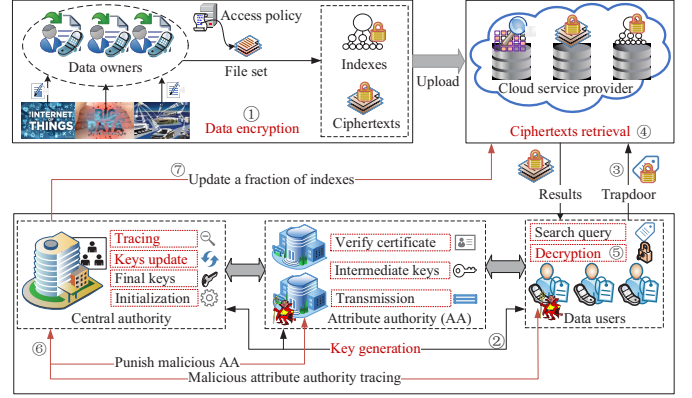 Access policy
Data owners
File set
Indexes
Ciphertexts
INTERNET
THINGS
BIG
DATA
①
Data encryption
Upload
Cloud service provider
Ciphertexts retrieval ④
③
Results
Trapdoor
⑦
Update a fraction of indexes
Tracing
Keys update
Final keys
Initialization
Central authority
Verify certificate
Intermediate keys
Transmission
Attribute authority (AA)
Search query
Decryption ⑤
Data users
②
Key generation
⑥
Punish malicious AA
Malicious attribute authority tracing